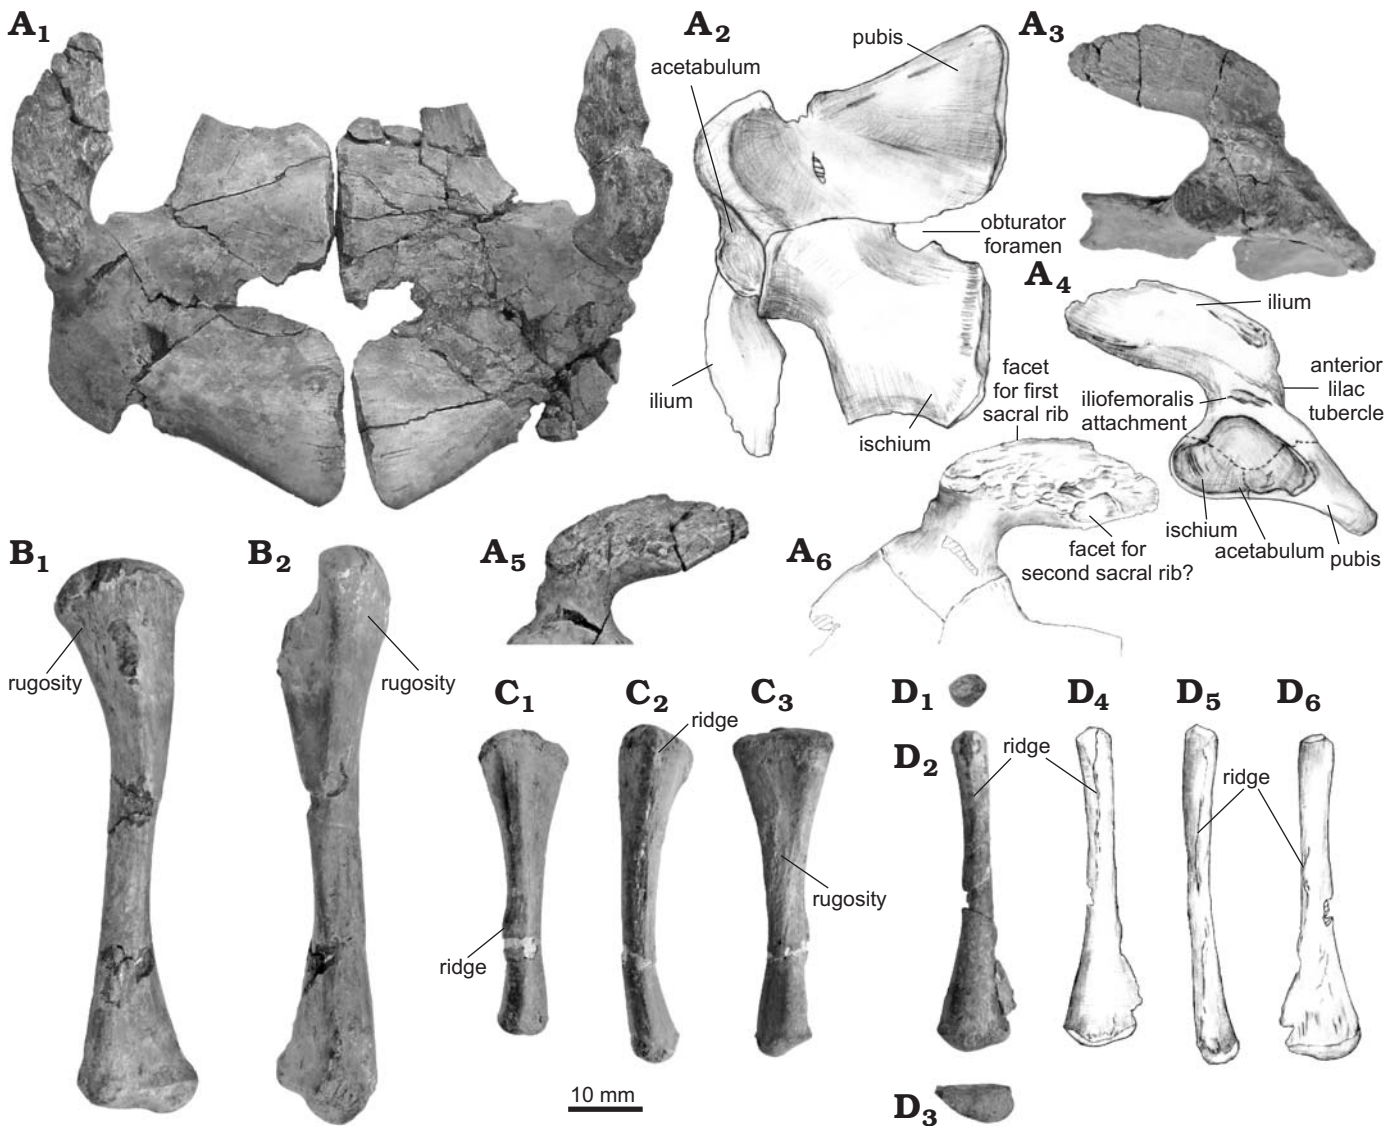 A1
A2
pubis
acetabulum
A3
obturator
foramen
A4
ilium
facet
for first
sacral rib
anterior
lilac
tubercle
iliofemoralis
attachment
ilium
ischium
A5
A6
ischium
acetabulum
pubis
facet for
second sacral rib?
B1
B2
rugosity
rugosity
C1
C2
C3
ridge
D1
D4
D5
D6
D2
ridge
ridge
rugosity
ridge
10 mm
D3